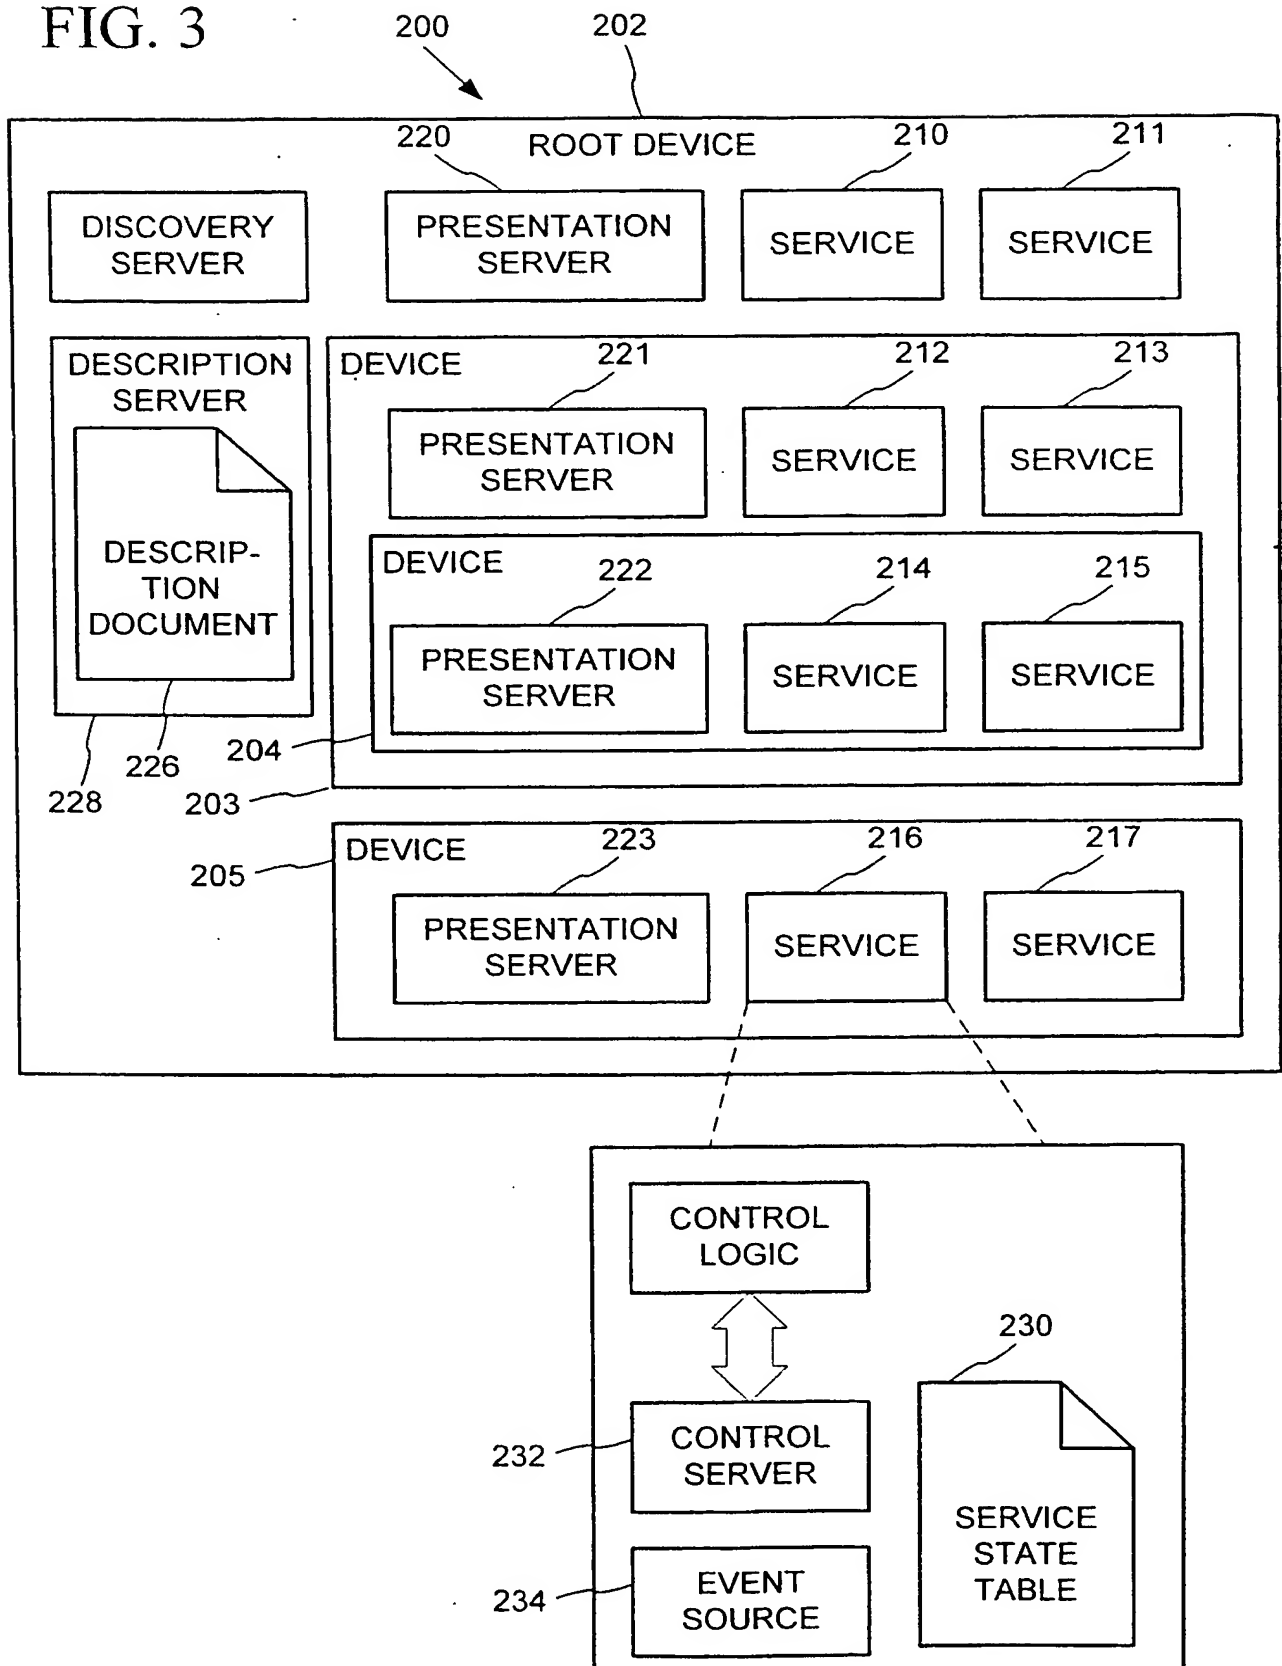 FIG. 3
200
202
ROOT DEVICE
220
210
211
DISCOVERY
SERVER
PRESENTATION
SERVER
SERVICE
SERVICE
DESCRIPTION
SERVER
DESCRIP-
TION
DOCUMENT
226
228
DEVICE
221
212
213
PRESENTATION
SERVER
SERVICE
SERVICE
DEVICE
222
214
215
PRESENTATION
SERVER
SERVICE
SERVICE
204
203
DEVICE
205
223
216
217
PRESENTATION
SERVER
SERVICE
SERVICE
CONTROL
LOGIC
230
232
CONTROL
SERVER
SERVICE
STATE
TABLE
234
EVENT
SOURCE